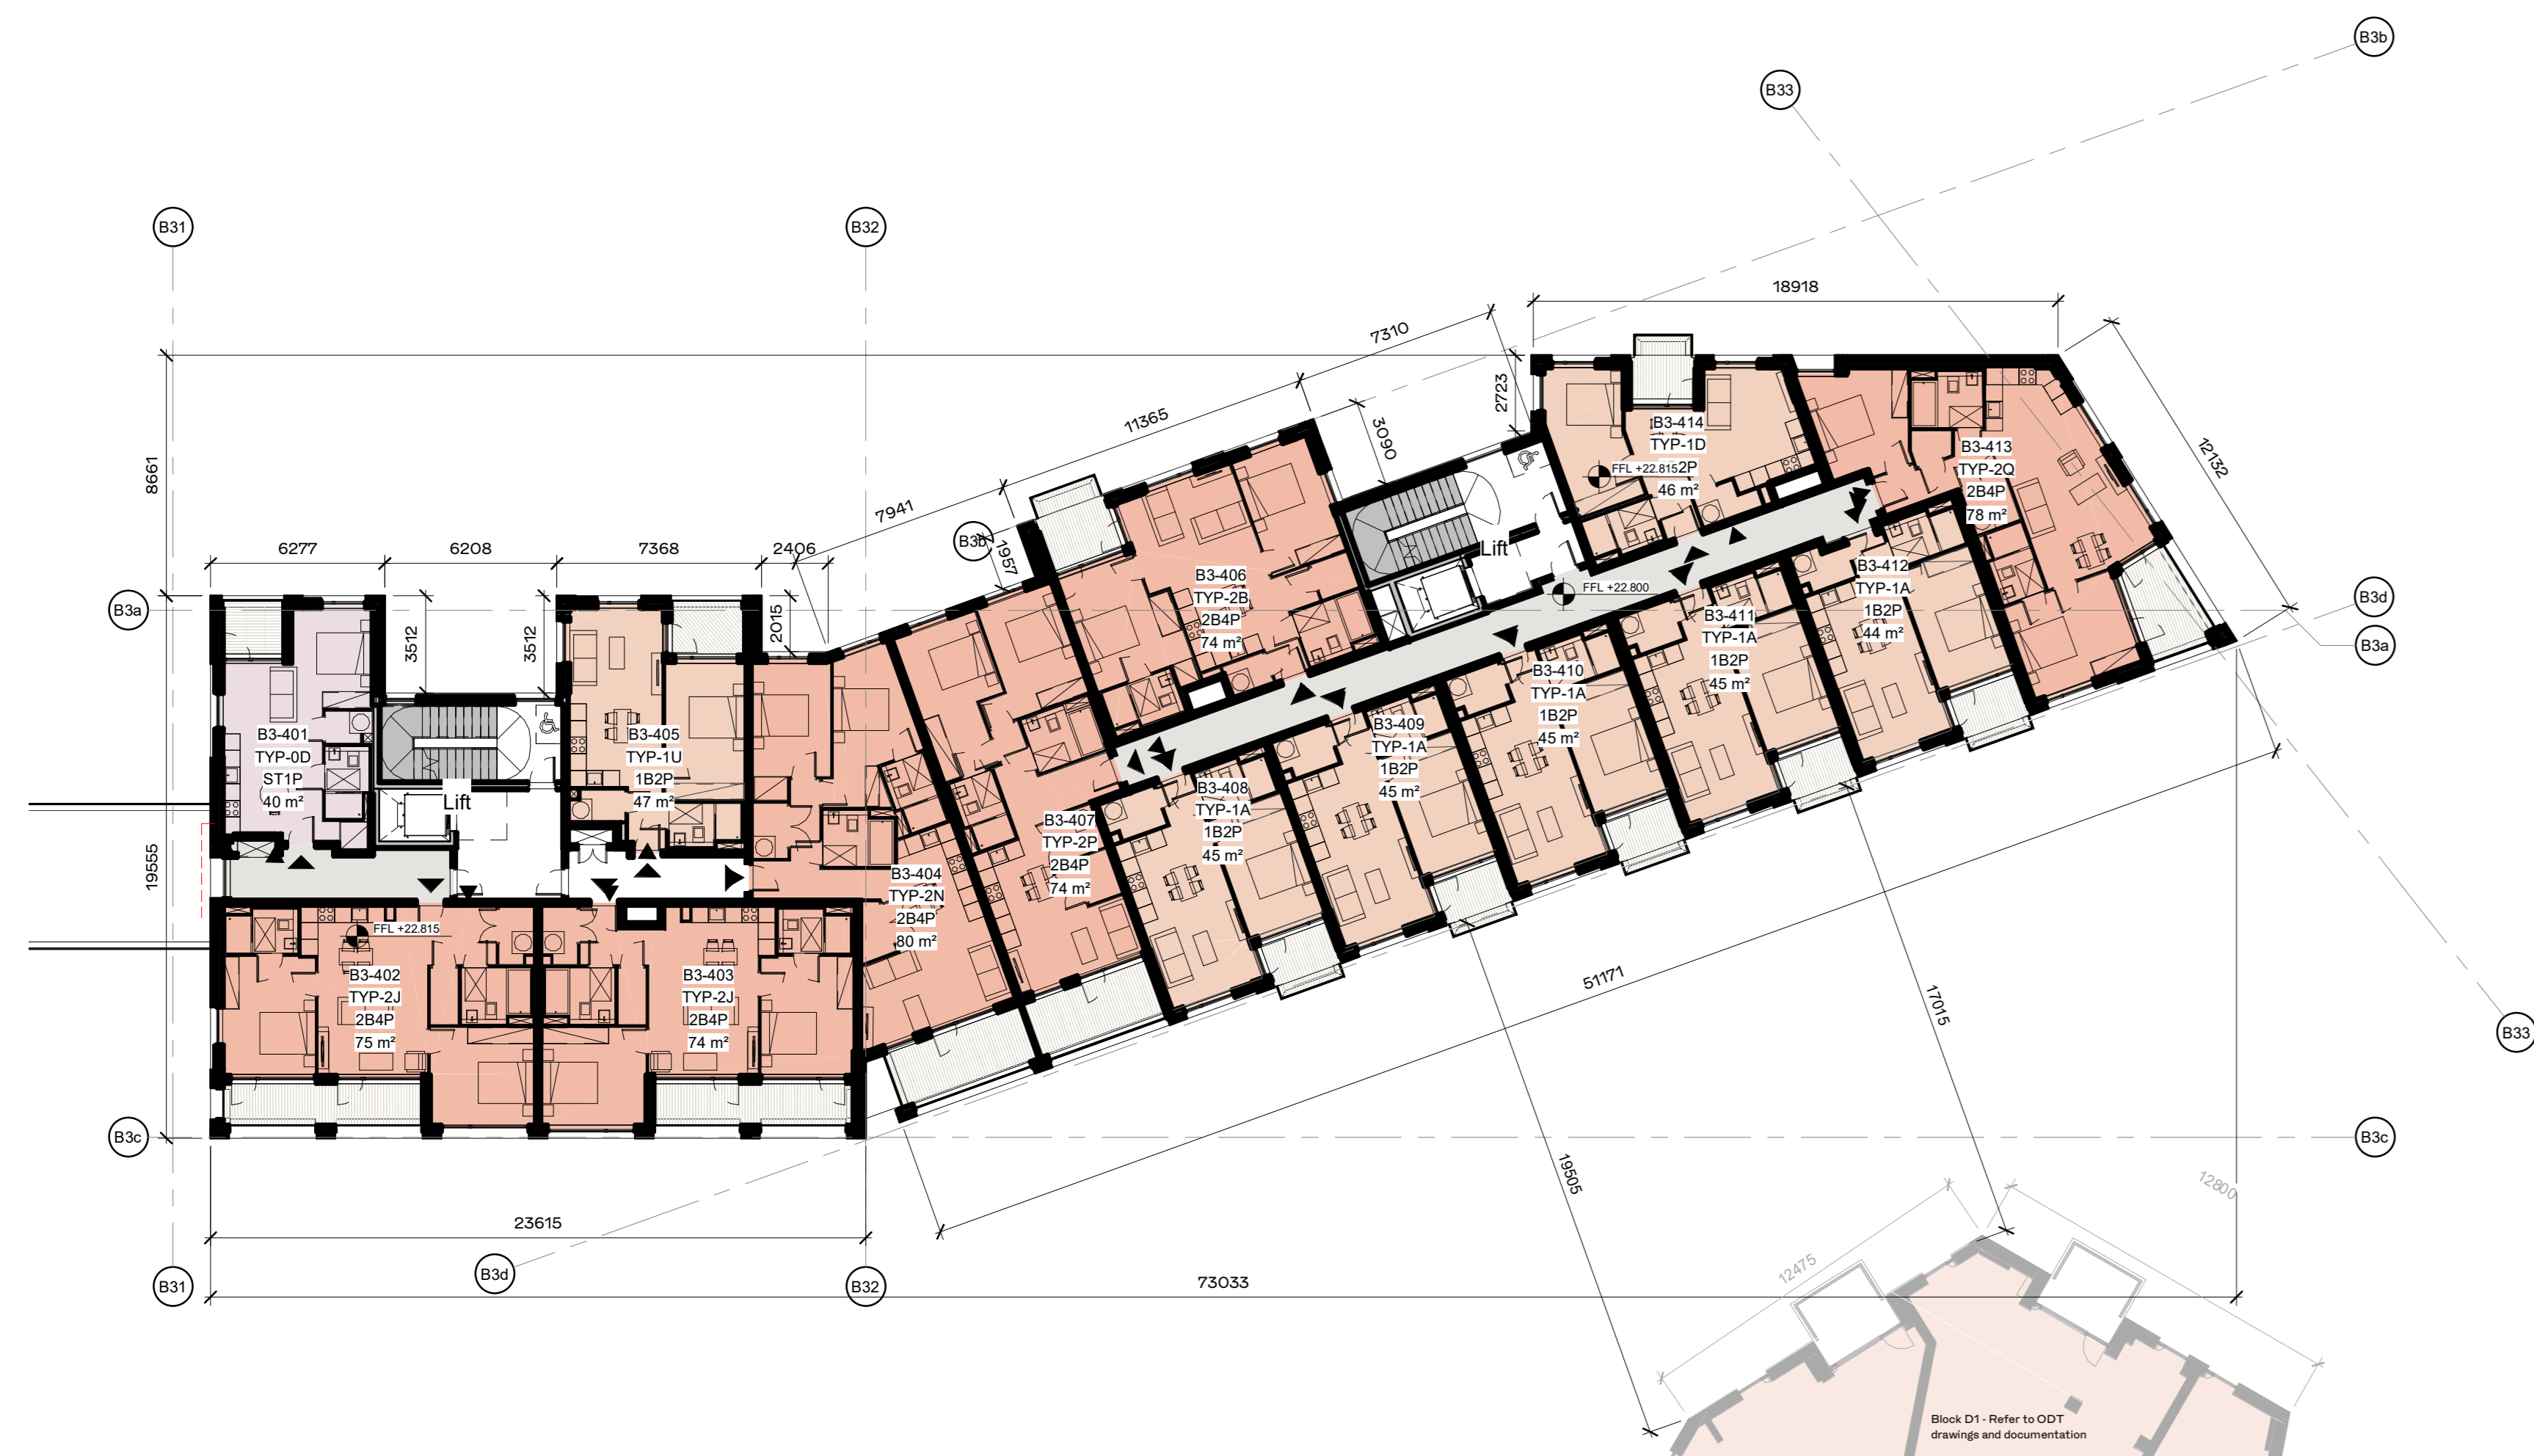 B3b
B33
B31
B32
18918
7310
2723
11365
3090
12132
8661
7941
B3b
1957
6277
6208
7368
2406
B3a
3512
3512
2015
B3-414
TYP-1D
2P
46 m²
FFL +22.815
B3-413
TYP-2Q
2B4P
78 m²
Lift
FFL +22.800
B3-406
TYP-2B
2B4P
74 m²
B3-412
TYP-1A
1B2P
44 m²
B3d
B3a
B3-411
TYP-1A
1B2P
45 m²
B3-410
TYP-1A
1B2P
45 m²
B3-409
TYP-1A
1B2P
45 m²
B3-408
TYP-1A
1B2P
45 m²
B3-407
TYP-2P
2B4P
74 m²
B3-401
TYP-0D
ST1P
40 m²
Lift
B3-405
TYP-1U
1B2P
47 m²
19555
B3-404
TYP-2N
2B4P
80 m²
FFL +22.815
B3-402
TYP-2J
2B4P
75 m²
B3-403
TYP-2J
2B4P
74 m²
51171
17015
B33
B3c
B3c
19505
12800
23615
B3d
B31
B32
73033
12475
Block D1 - Refer to ODT
drawings and documentation